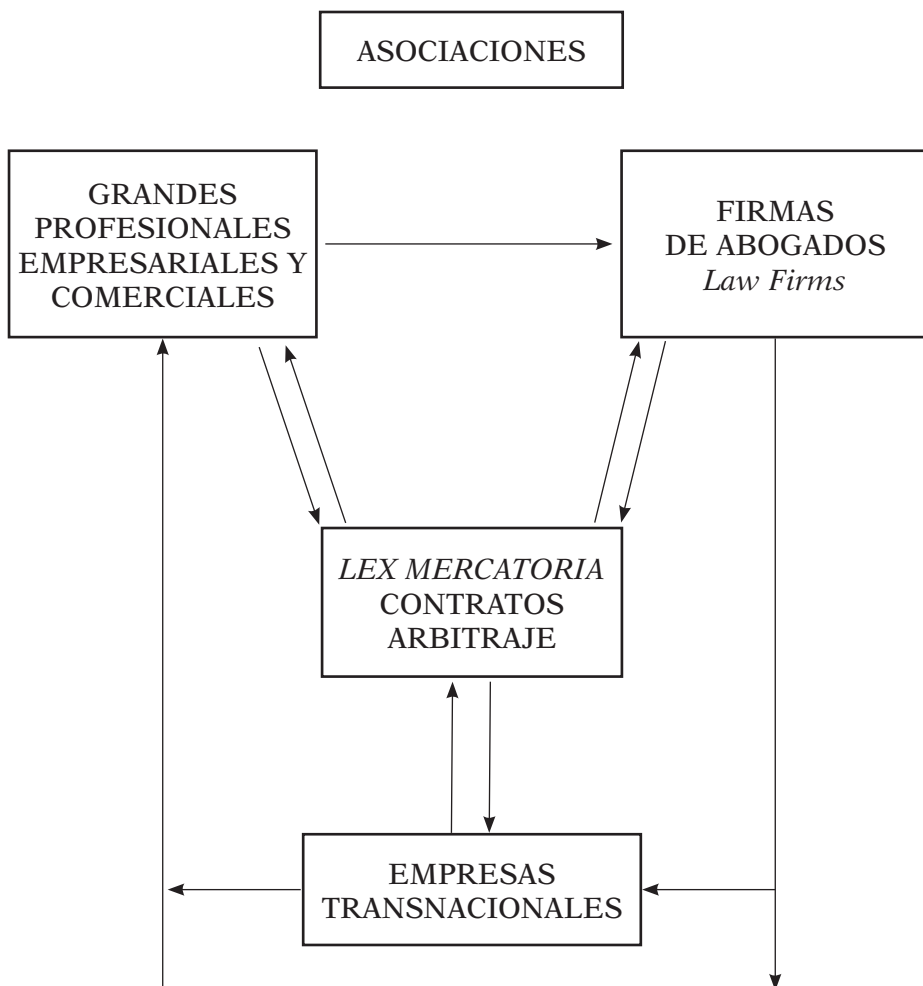 ASOCIACIONES
GRANDES
PROFESIONALES
EMPRESARIALES Y
COMERCIALES
FIRMAS
DE ABOGADOS
Law Firms
LEX MERCATORIA
CONTRATOS
ARBITRAJE
EMPRESAS
TRANSNACIONALES